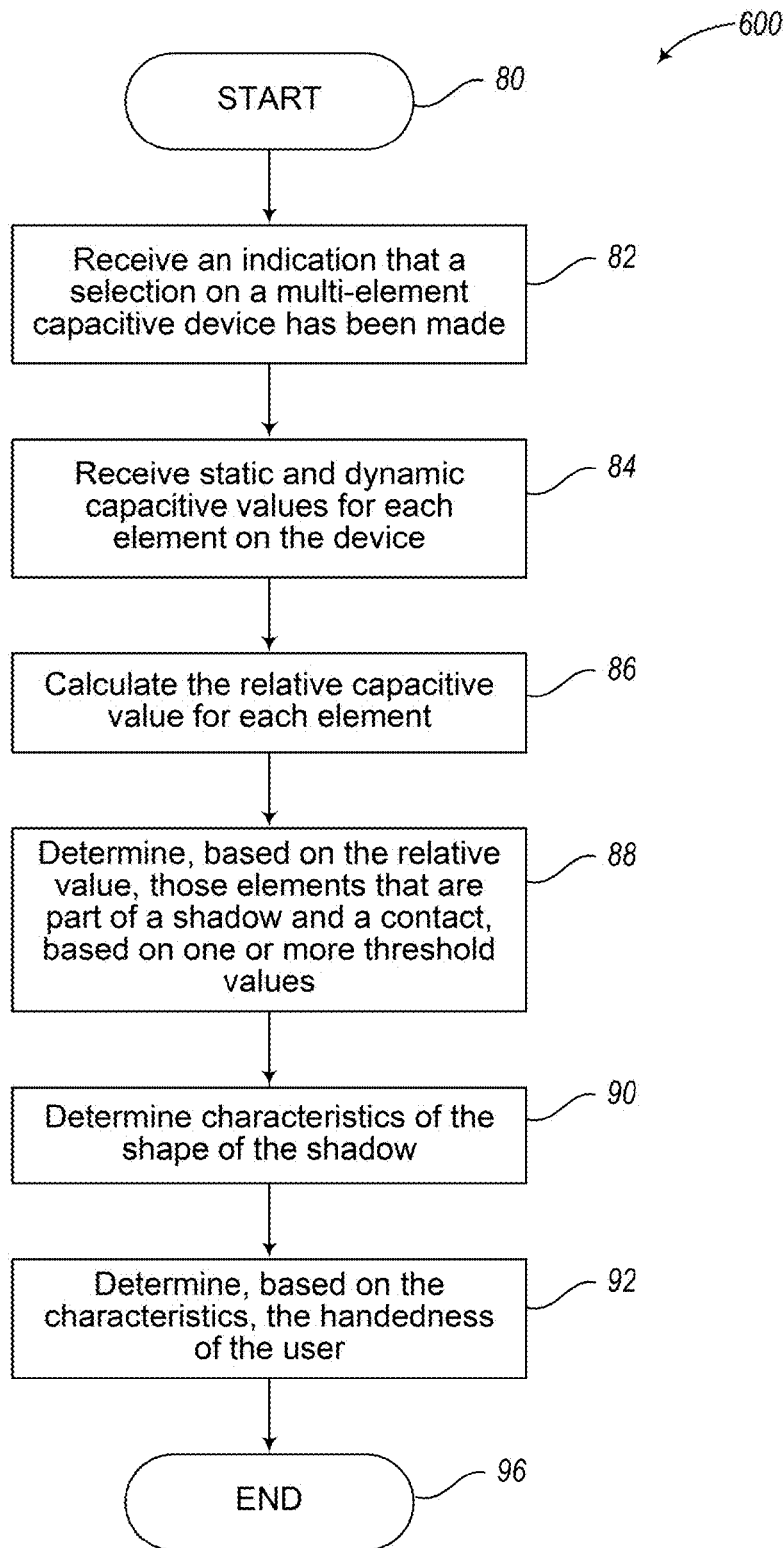 600
START
80
Receive an indication that a
selection on a multi-element
capacitive device has been made
82
Receive static and dynamic
capacitive values for each
element on the device
84
Calculate the relative capacitive
value for each element
86
Determine, based on the relative
value, those elements that are
part of a shadow and a contact,
based on one or more threshold
values
88
Determine characteristics of the
shape of the shadow
90
Determine, based on the
characteristics, the handedness
of the user
92
END
96